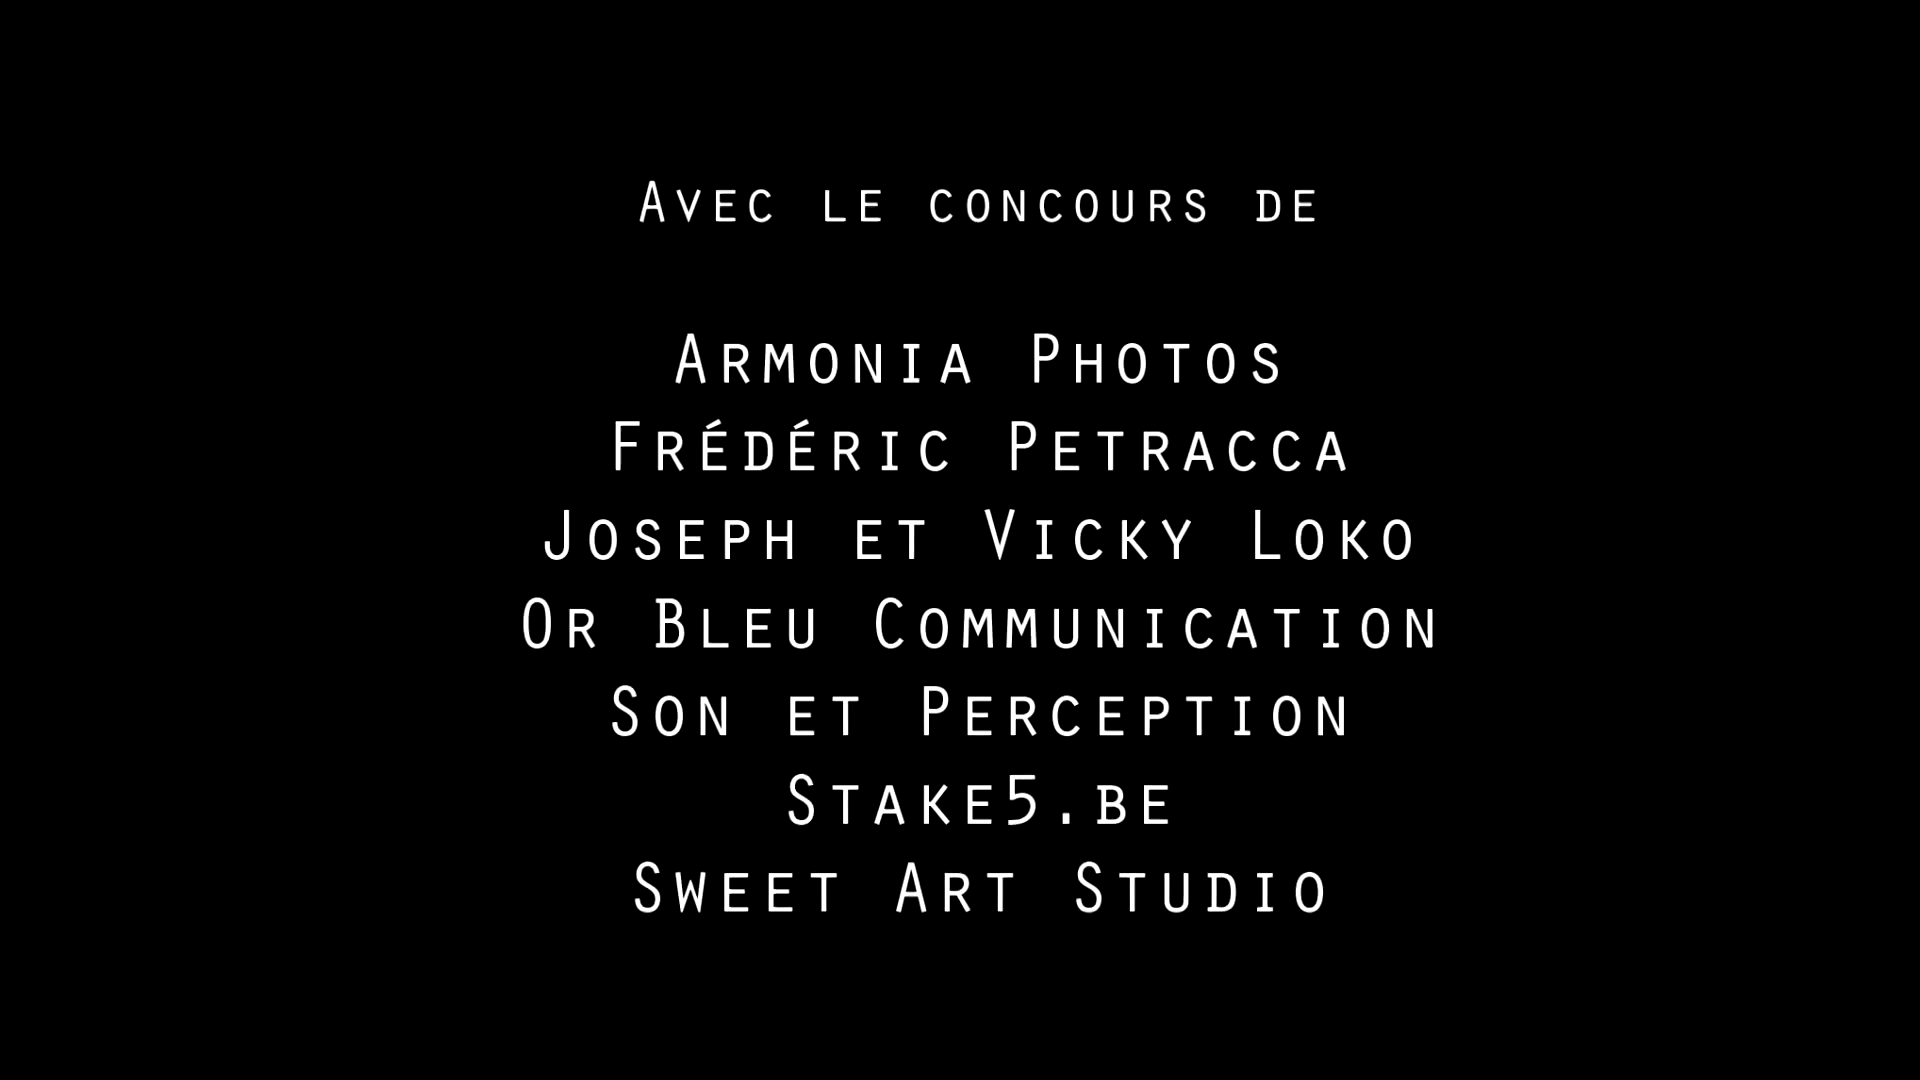 Avec le concours de
Armonia Photos
Frédéric Petracca
Joseph et Vicky Loko
Or Bleu Communication
Son et Perception
Stake5.be
Sweet Art Studio